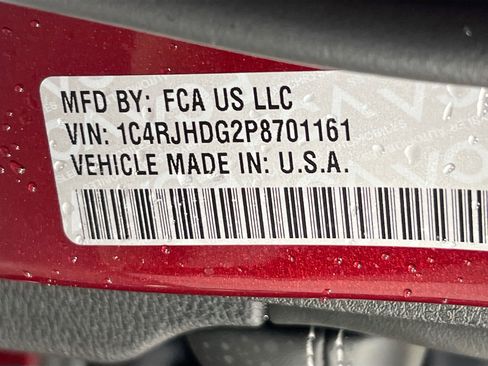 MFD BY: FCA US LLC
VIN: 1C4RJHDG2P8701161
VEHICLE MADE IN: U.S.A.